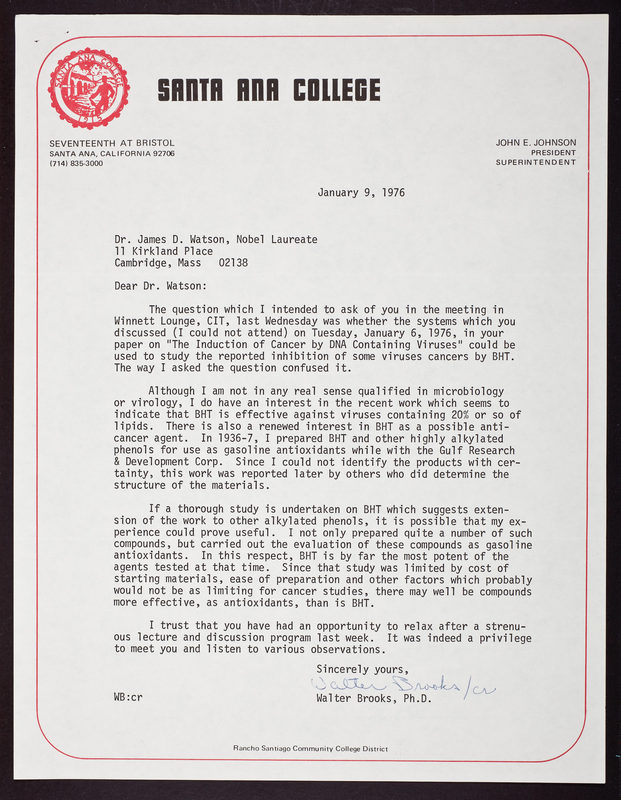 SANTA ANA COLLEGE
1915
SANTA ANA COLLEGE
SEVENTEENTH AT BRISTOL
SANTA ANA, CALIFORNIA 92706
(714) 835-3000
JOHN E. JOHNSON
PRESIDENT
SUPERINTENDENT
January 9, 1976
Dr. James D. Watson, Nobel Laureate
11 Kirkland Place
Cambridge, Mass 02138
Dear Dr. Watson:
The question which I intended to ask of you in the meeting in
Winnett Lounge, CIT, last Wednesday was whether the systems which you
discussed (I could not attend) on Tuesday, January 6, 1976, in your
paper on "The Induction of Cancer by DNA Containing Viruses" could be
used to study the reported inhibition of some viruses cancers by BHT.
The way I asked the question confused it.
Although I am not in any real sense qualified in microbiology
or virology, I do have an interest in the recent work which seems to
indicate that BHT is effective against viruses containing 20% or so of
lipids. There is also a renewed interest in BHT as a possible anti-
cancer agent. In 1936-7, I prepared BHT and other highly alkylated
phenols for use as gasoline antioxidants while with the Gulf Research
& Development Corp. Since I could not identify the products with cer-
tainty, this work was reported later by others who did determine the
structure of the materials.
If a thorough study is undertaken on BHT which suggests exten-
sion of the work to other alkylated phenols, it is possible that my ex-
perience could prove useful. I not only prepared quite a number of such
compounds, but carried out the evaluation of these compounds as gasoline
antioxidants. In this respect, BHT is by far the most potent of the
agents tested at that time. Since that study was limited by cost of
starting materials, ease of preparation and other factors which probably
would not be as limiting for cancer studies, there may well be compounds
more effective, as antioxidants, than is BHT.
I trust that you have had an opportunity to relax after a strenu-
ous lecture and discussion program last week. It was indeed a privilege
to meet you and listen to various observations.
Sincerely yours,
Walter Brooks/cr
WB:cr Walter Brooks, Ph.D.
Rancho Santiago Community College District